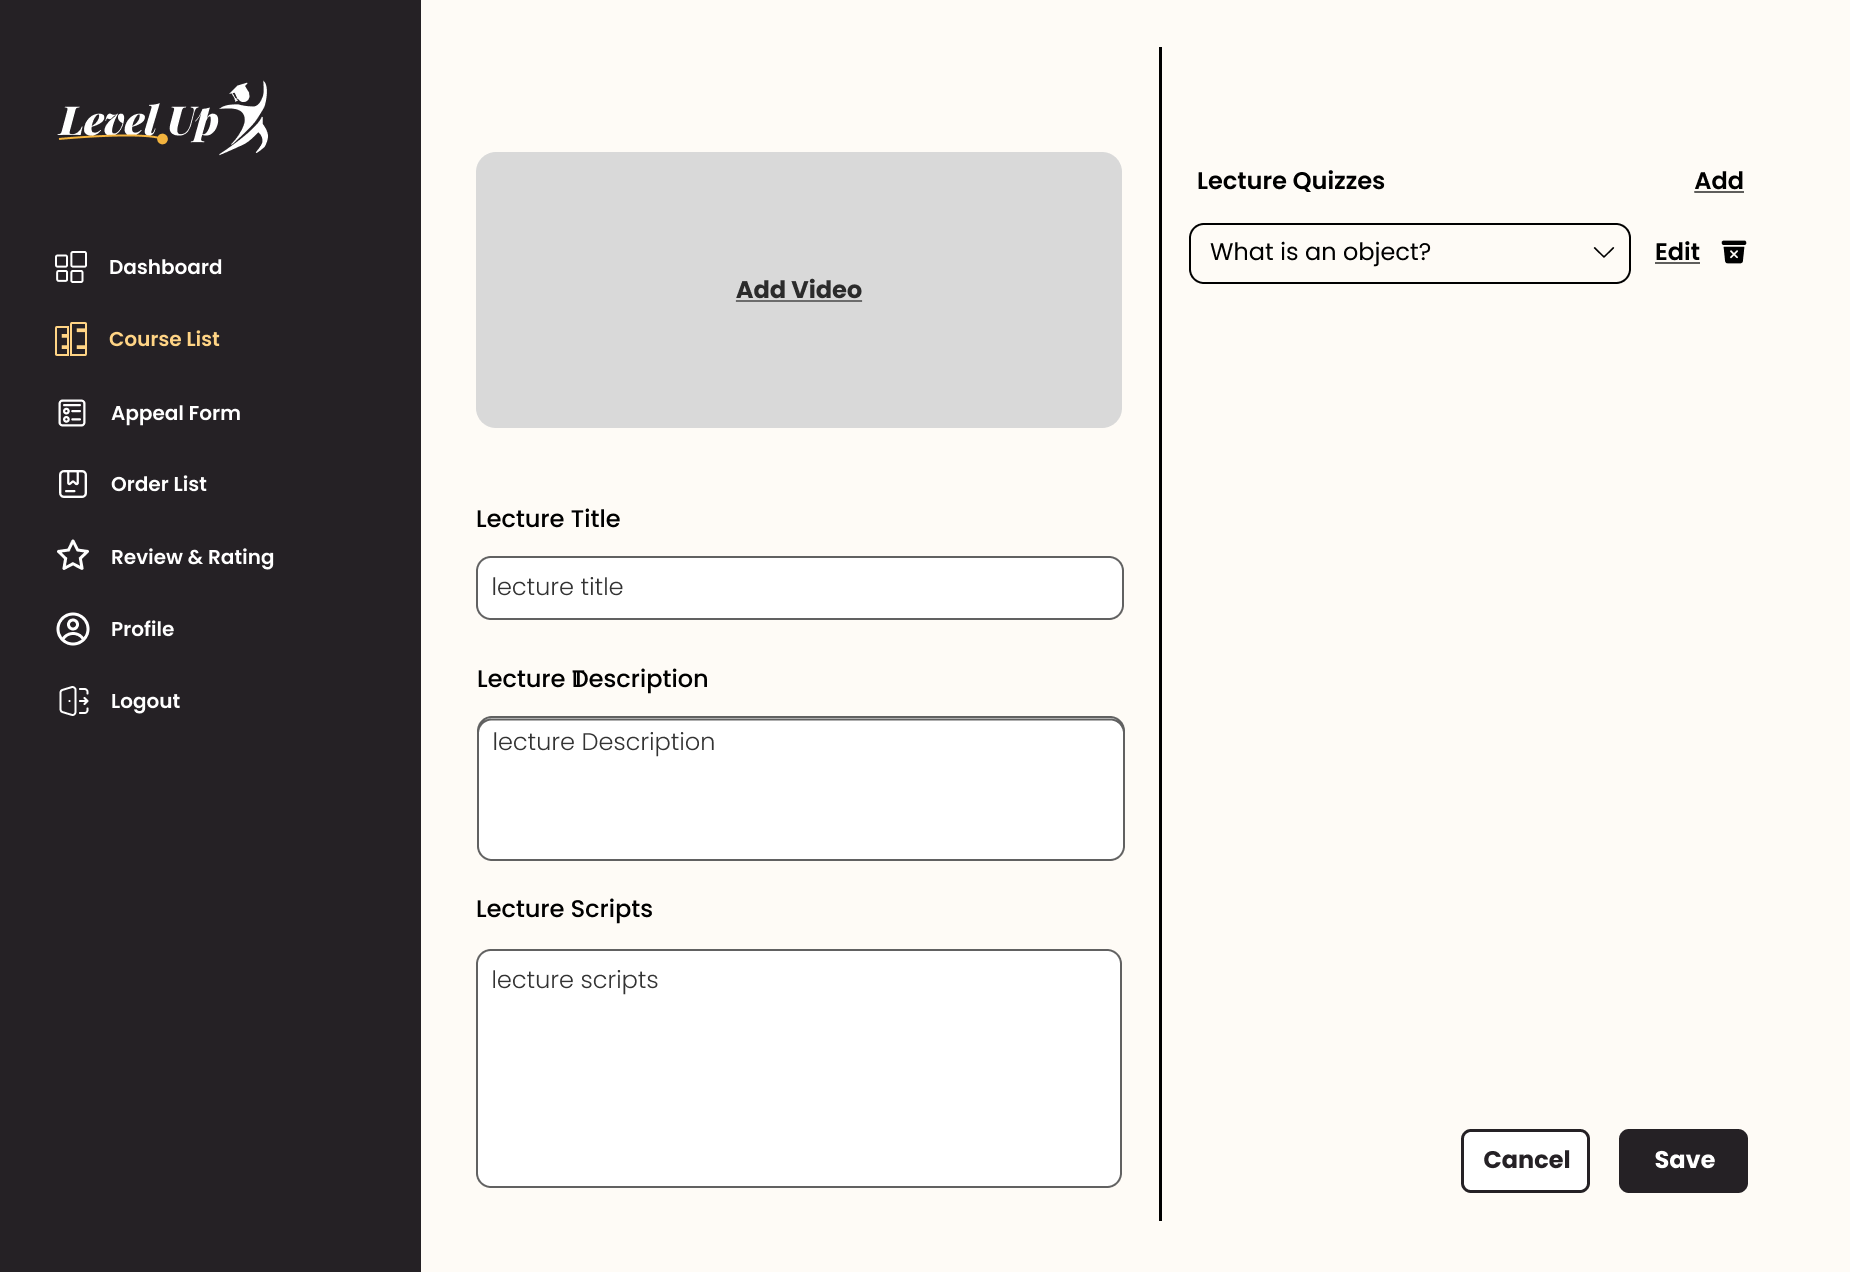 Level Up
Dashboard
Course List
Appeal Form
Order List
Review & Rating
Profile
Logout
Add Video
Lecture Title
lecture title
Lecture Description
lecture Description
Lecture Scripts
lecture scripts
Lecture Quizzes
Add
What is an object?
Edit
Cancel
Save